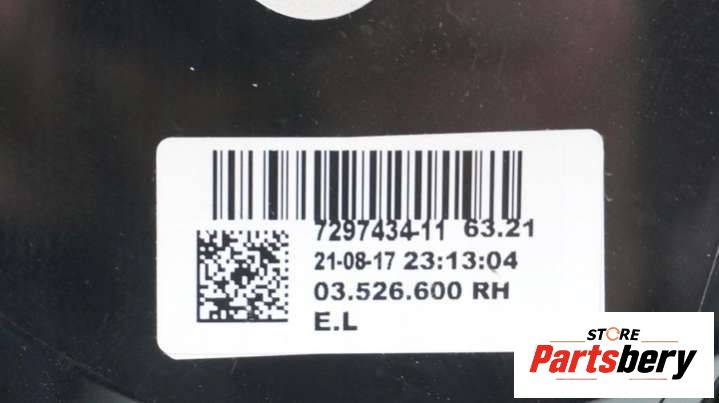 7297434-11 63.21
21-08-17 23:13:04
03.526.600 RH
E.L
STORE
Partsbery